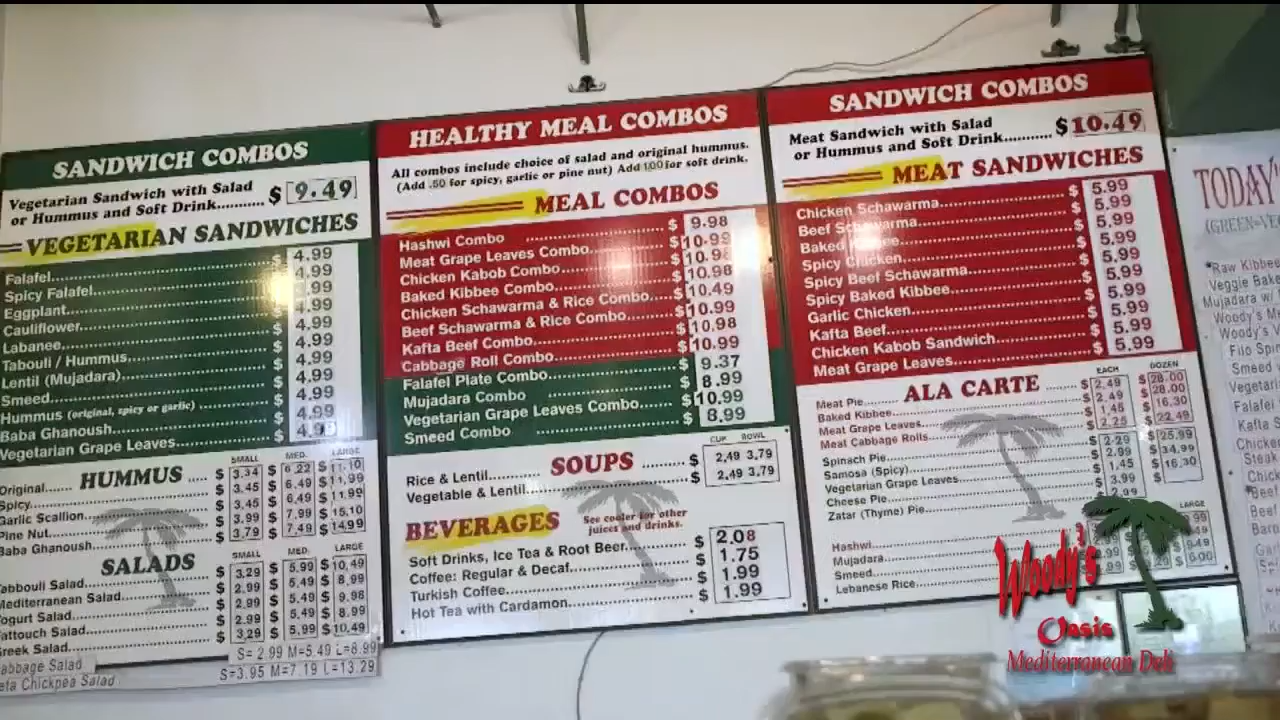 SANDWICH COMBOS
Vegetarian Sandwich with Salad
or Hummus and Soft Drink.......... $ 9.49
VEGETARIAN SANDWICHES
Falafel $ 4.99
Spicy Falafel $ 4.99
Eggplant $ 4.99
Cauliflower $ 4.99
Labanee $ 4.99
Tabouli / Hummus $ 4.99
Lentil (Mujadara) $ 4.99
Smeed $ 4.99
Hummus (original, spicy or garlic) $ 4.99
Baba Ghanoush $ 4.99
Vegetarian Grape Leaves $ 4.99
HUMMUS
SMALL MED. LARGE
Original $ 3.34 $ 6.22 $ 11.10
Spicy $ 3.45 $ 6.49 $ 11.99
Garlic Scallion $ 3.45 $ 6.49 $ 11.99
Pine Nut $ 3.99 $ 7.99 $ 15.10
Baba Ghanoush $ 3.79 $ 7.49 $ 14.99
SALADS
SMALL MED. LARGE
abbouli Salad $ 3.29 $ 5.99 $ 10.49
Mediterranean Salad $ 2.99 $ 5.49 $ 8.99
ogurt Salad $ 2.99 $ 5.49 $ 9.98
attouch Salad $ 2.99 $ 5.49 $ 8.99
reek Salad $ 3.29 $ 5.99 $ 10.49
abbage Salad S= 2.99 M=5.49 L=8.99
eta Chickpea Salad S=3.95 M=7.19 L=13.29
HEALTHY MEAL COMBOS
All combos include choice of salad and original hummus.
(Add .50 for spicy, garlic or pine nut) Add 1.00 for soft drink.
MEAL COMBOS
Hashwi Combo $ 9.98
Meat Grape Leaves Combo $ 10.99
Chicken Kabob Combo $ 10.98
Baked Kibbee Combo $ 10.98
Chicken Schawarma & Rice Combo $ 10.49
Beef Schawarma & Rice Combo $ 10.99
Kafta Beef Combo $ 10.98
Cabbage Roll Combo $ 10.99
Falafel Plate Combo $ 9.37
Mujadara Combo $ 8.99
Vegetarian Grape Leaves Combo $ 10.99
Smeed Combo $ 8.99
SOUPS
CUP BOWL
Rice & Lentil $ 2,49 3,79
Vegetable & Lentil $ 2,49 3,79
BEVERAGES
See cooler for other
juices and drinks.
Soft Drinks, Ice Tea & Root Beer $ 2.08
Coffee: Regular & Decaf $ 1.75
Turkish Coffee $ 1.99
Hot Tea with Cardamon $ 1.99
SANDWICH COMBOS
Meat Sandwich with Salad
or Hummus and Soft Drink........... $ 10.49
MEAT SANDWICHES
Chicken Schawarma $ 5.99
Beef Schawarma $ 5.99
Baked Kibbee $ 5.99
Spicy Chicken $ 5.99
Spicy Beef Schawarma $ 5.99
Spicy Baked Kibbee $ 5.99
Garlic Chicken $ 5.99
Kafta Beef $ 5.99
Chicken Kabob Sandwich $ 5.99
Meat Grape Leaves $ 5.99
ALA CARTE
EACH DOZEN
Meat Pie $ 2.49 $ 28.00
Baked Kibbee $ 2.49 $ 28.00
Meat Grape Leaves $ 1.45 $ 16.30
Meat Cabbage Rolls $ 2.25 $ 22.49
Spinach Pie $ 2.29 $ 25.99
Samosa (Spicy) $ 2.99 $ 34.99
Vegetarian Grape Leaves $ 1.45 $ 16.30
Cheese Pie $ 3.99
Zatar (Thyme) Pie $ 2.99
LARGE
Hashwi
Mujadara
Smeed
Lebanese Rice
TODAY'
*Raw Kibbee
Veggie Bake
Mujadara w/
Woody's M
Woody's
Filo Spin
Smeed
Vegetari
Falafel
Kafta S
Chicke
Steak
Chick
*Beef
Beef
Woody's
Oasis
Mediterranean Deli